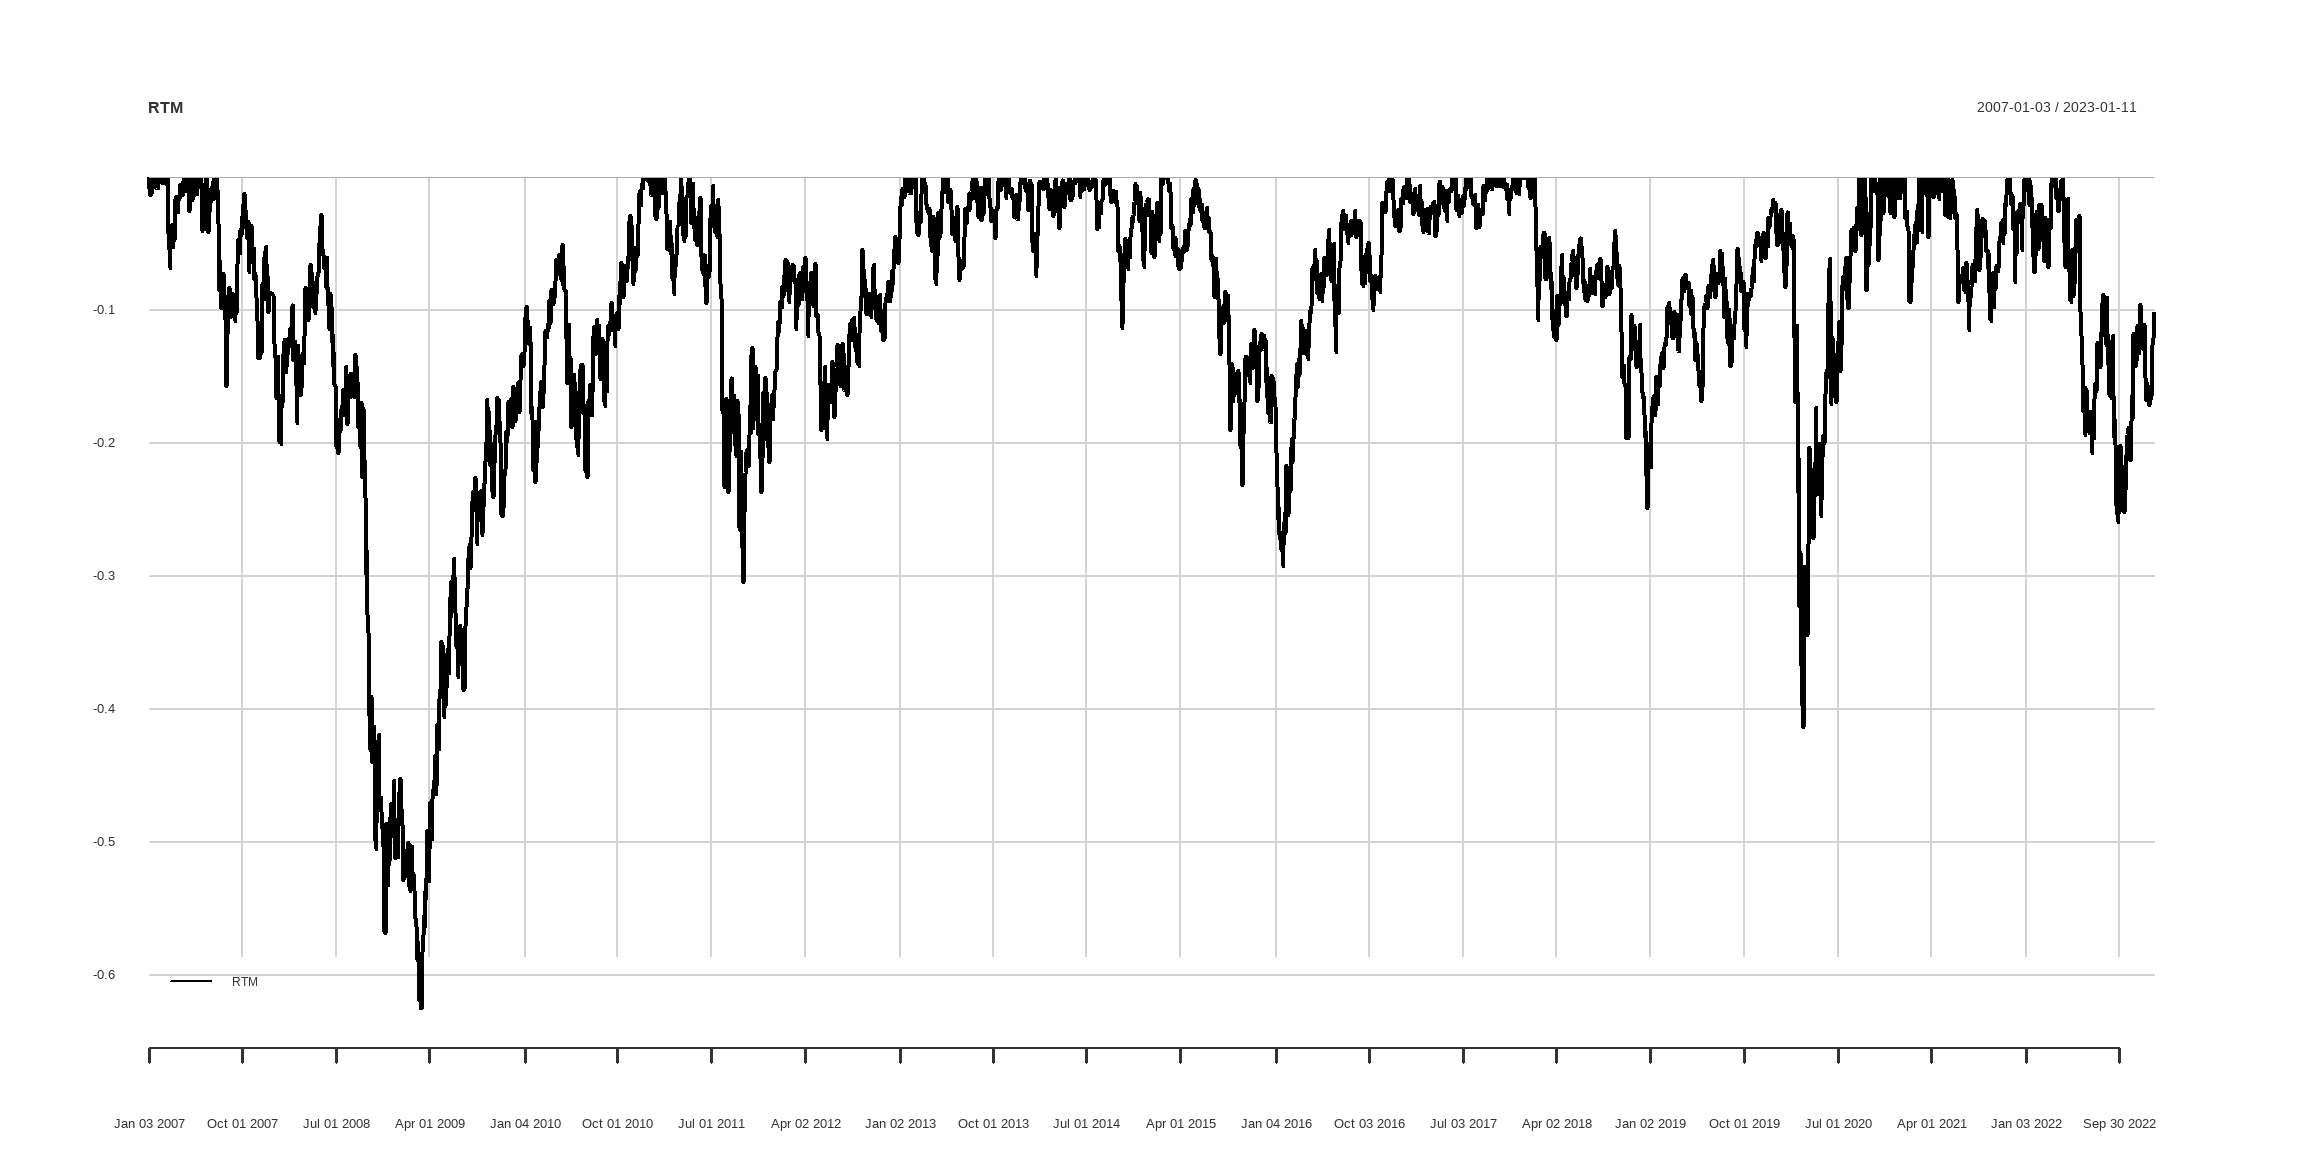 RTM 2007-01-03 / 2023-01-11
-0.1
-0.2
-0.3
-0.4
-0.5
-0.6
RTM
Jan 03 2007 Oct 01 2007 Jul 01 2008 Apr 01 2009 Jan 04 2010 Oct 01 2010 Jul 01 2011 Apr 02 2012 Jan 02 2013 Oct 01 2013 Jul 01 2014 Apr 01 2015 Jan 04 2016 Oct 03 2016 Jul 03 2017 Apr 02 2018 Jan 02 2019 Oct 01 2019 Jul 01 2020 Apr 01 2021 Jan 03 2022 Sep 30 2022